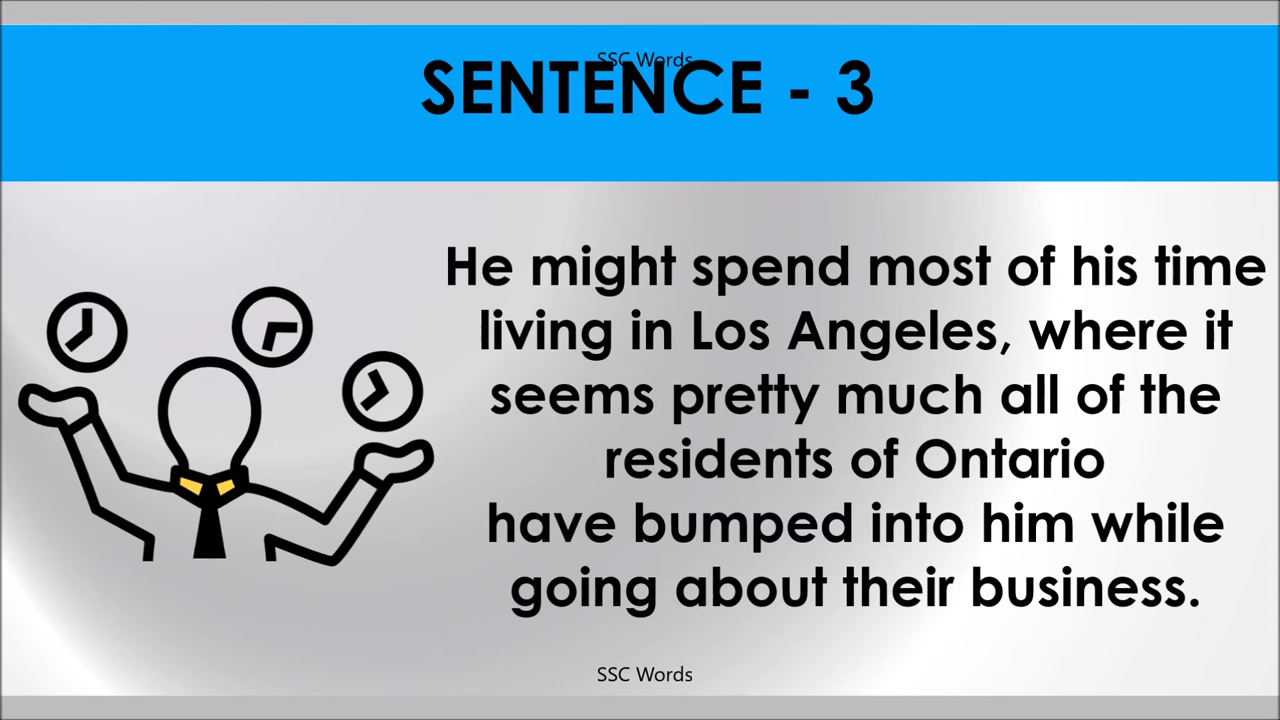 SSC Words
SENTENCE - 3
He might spend most of his time
living in Los Angeles, where it
seems pretty much all of the
residents of Ontario
have bumped into him while
going about their business.
SSC Words